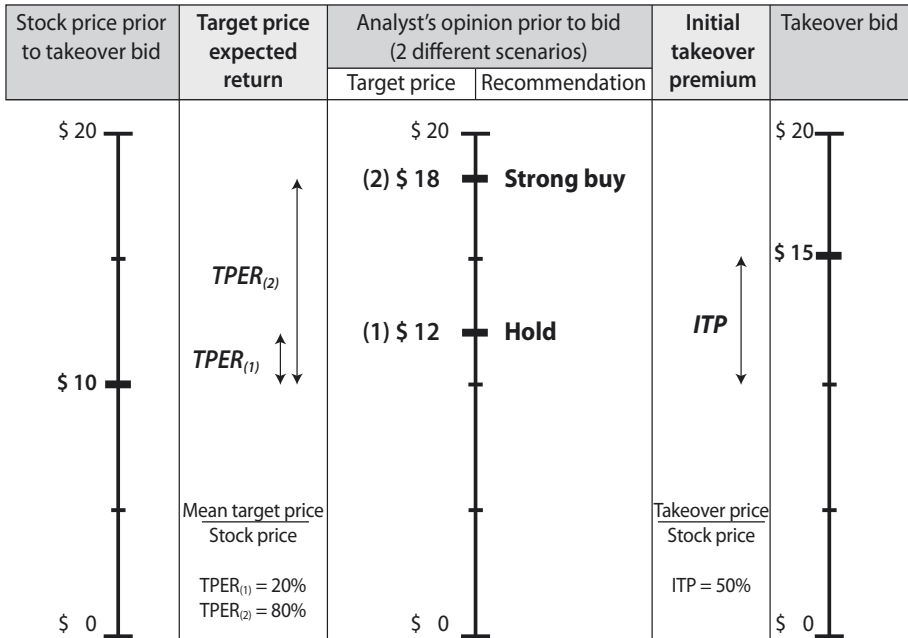 Stock price prior
to takeover bid
Target price
expected
return
Analyst's opinion prior to bid
(2 different scenarios)
Target price
Recommendation
Initial
takeover
premium
Takeover bid
$ 20
$ 10
$ 0
TPER(2)
TPER(1)
Mean target price
Stock price
TPER(1) = 20%
TPER(2) = 80%
$ 20
(2) $ 18
Strong buy
(1) $ 12
Hold
ITP
Takeover price
Stock price
ITP = 50%
$ 20
$ 15
$ 0